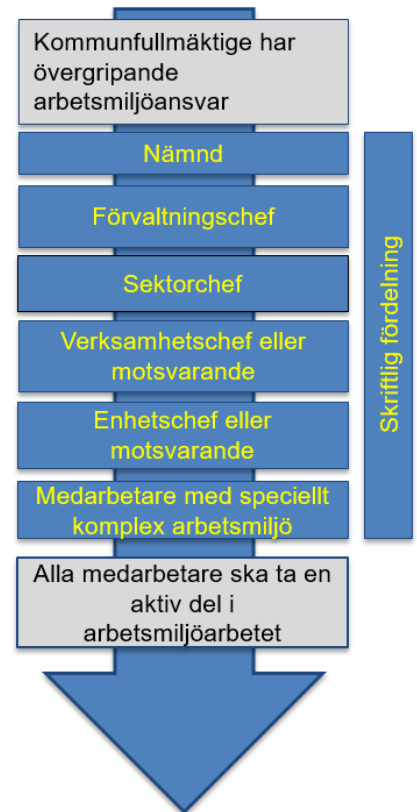 Kommunfullmäktige har
övergripande
arbetsmiljöansvar
Nämnd
Förvaltningschef
Sektorchef
Verksamhetschef eller
motsvarande
Enhetschef eller
motsvarande
Medarbetare med speciellt
komplex arbetsmiljö
Alla medarbetare ska ta en
aktiv del i
arbetsmiljöarbetet
Skriftlig fördelning